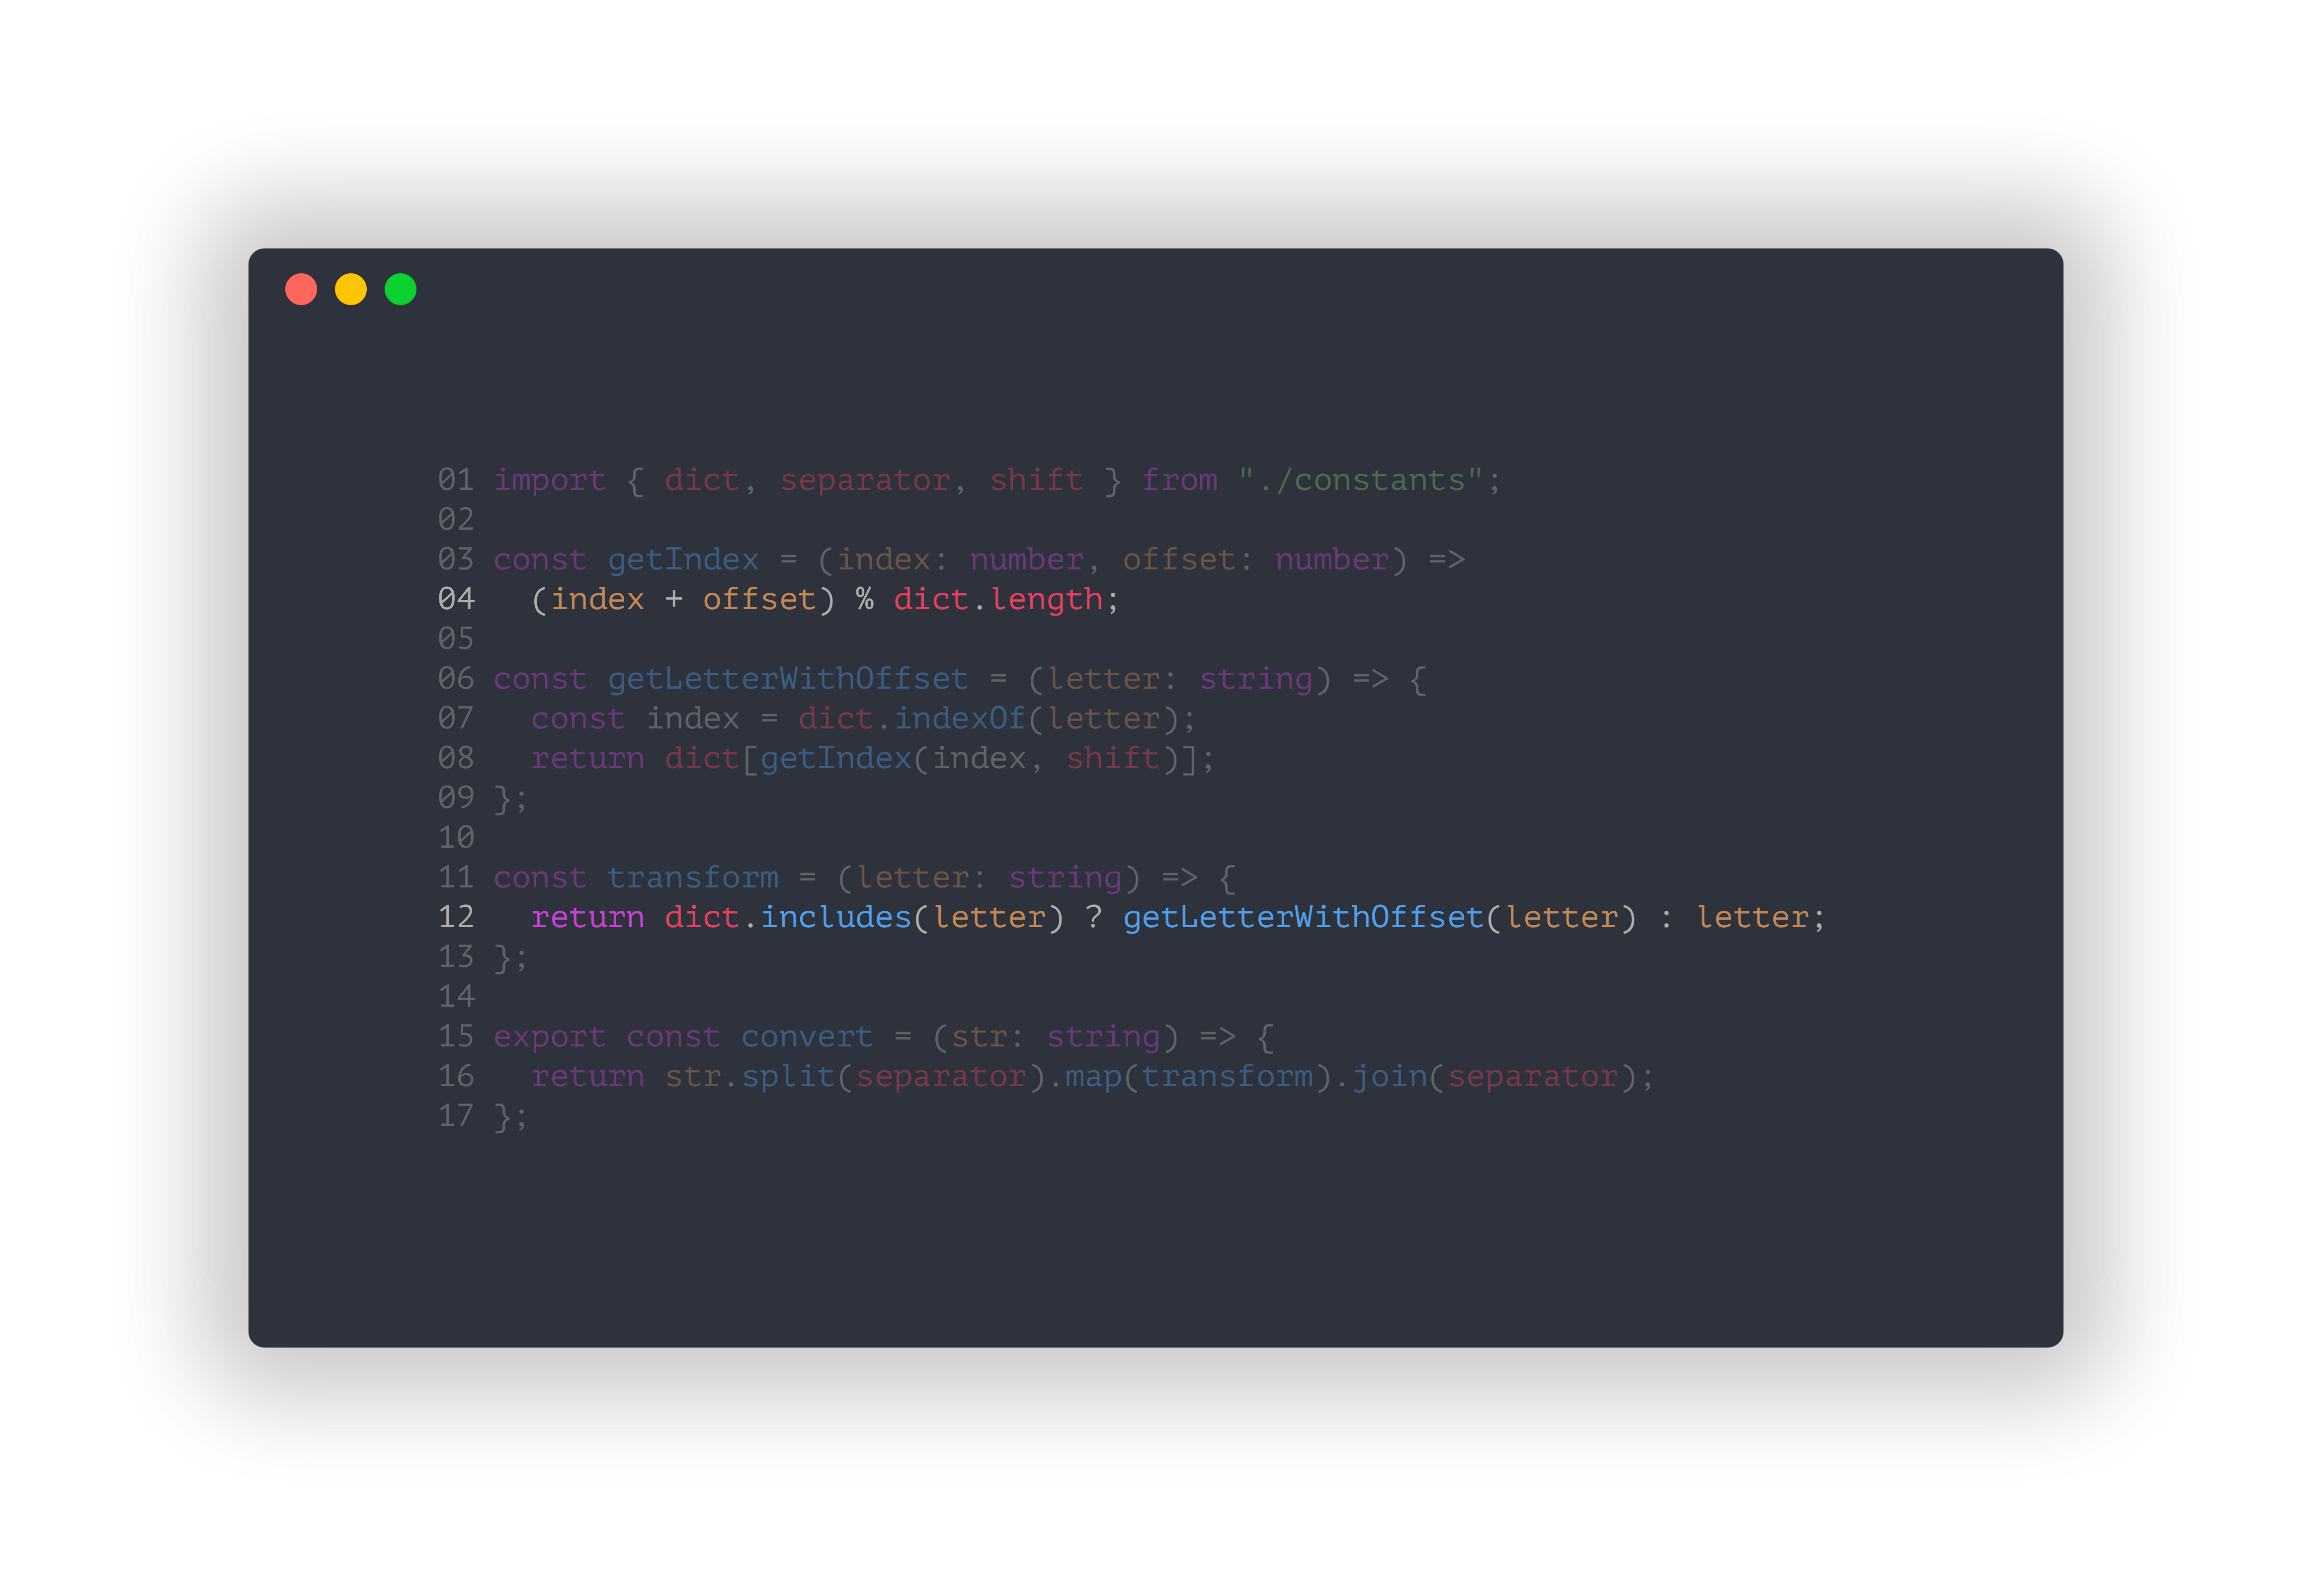 01 import { dict, separator, shift } from "./constants";
02
03 const getIndex = (index: number, offset: number) =>
04   (index + offset) % dict.length;
05
06 const getLetterWithOffset = (letter: string) => {
07   const index = dict.indexOf(letter);
08   return dict[getIndex(index, shift)];
09 };
10
11 const transform = (letter: string) => {
12   return dict.includes(letter) ? getLetterWithOffset(letter) : letter;
13 };
14
15 export const convert = (str: string) => {
16   return str.split(separator).map(transform).join(separator);
17 };